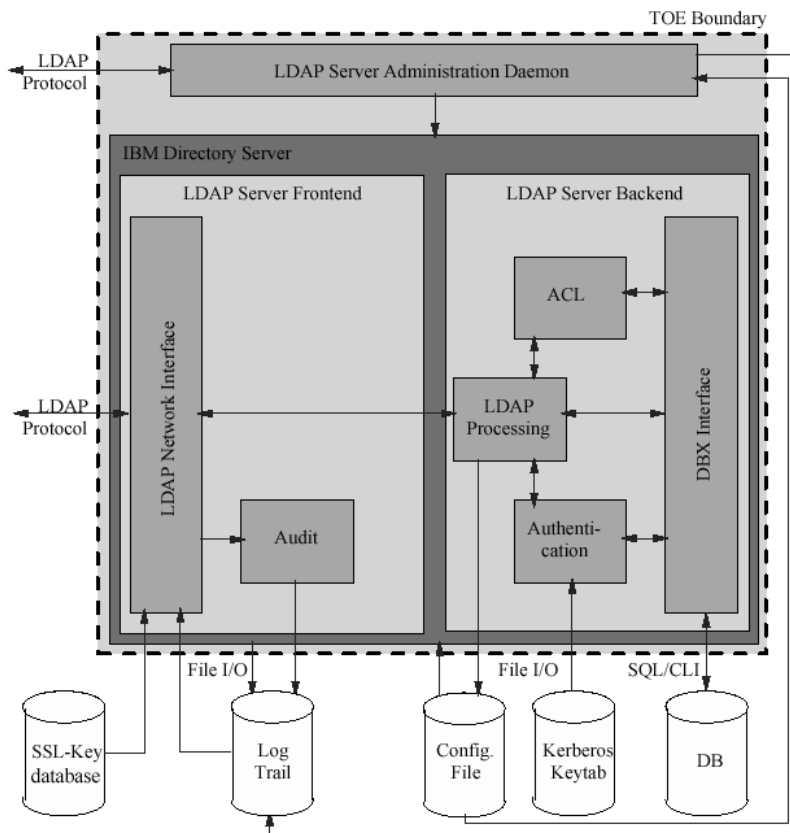 TOE Boundary
LDAP
Protocol
LDAP Server Administration Daemon
IBM Directory Server
LDAP Server Frontend
LDAP Server Backend
LDAP Network Interface
ACL
DBX Interface
LDAP
Protocol
LDAP
Processing
Audit
Authenti-
cation
File I/O
File I/O
SQL/CLI
SSL-Key
database
Log
Trail
Config.
File
Kerberos
Keytab
DB